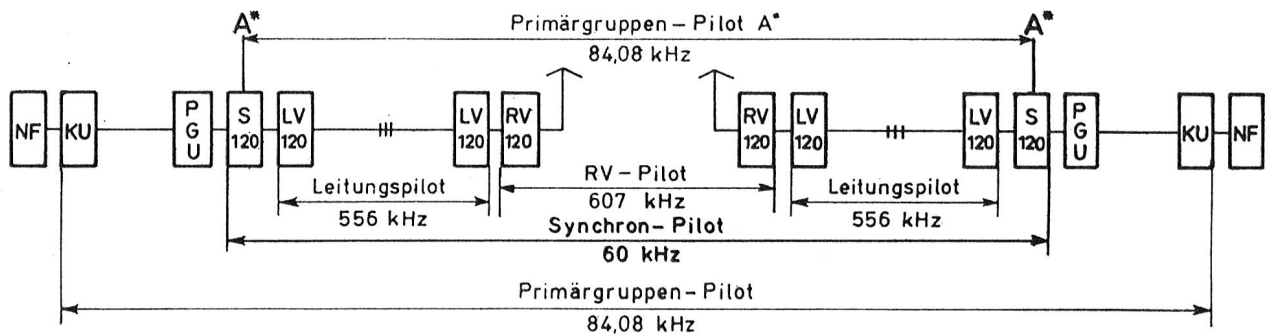 A* Primärgruppen-Pilot A* A*
84,08 kHz
NF KU PGU S 120 LV 120 LV 120 RV 120 RV 120 LV 120 LV 120 S 120 PGU KU NF
RV-Pilot
607 kHz
Leitungspilot Leitungspilot
556 kHz 556 kHz
Synchron-Pilot
60 kHz
Primärgruppen-Pilot
84,08 kHz